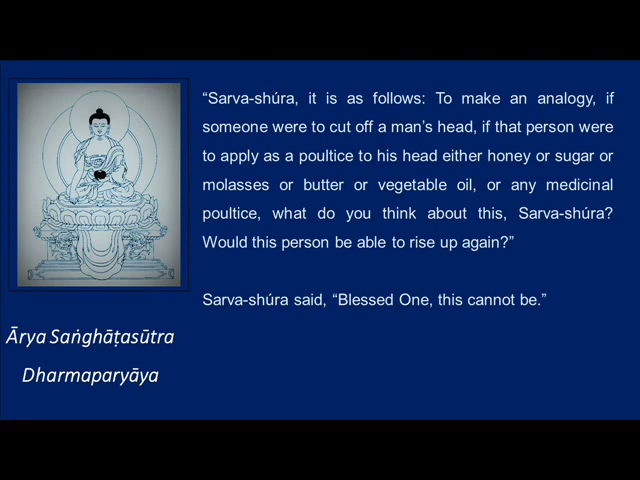 “Sarva-shúra, it is as follows: To make an analogy, if
someone were to cut off a man’s head, if that person were
to apply as a poultice to his head either honey or sugar or
molasses or butter or vegetable oil, or any medicinal
poultice, what do you think about this, Sarva-shúra?
Would this person be able to rise up again?”
Sarva-shúra said, “Blessed One, this cannot be.”
Ārya Saṅghāṭasūtra
Dharmaparyāya